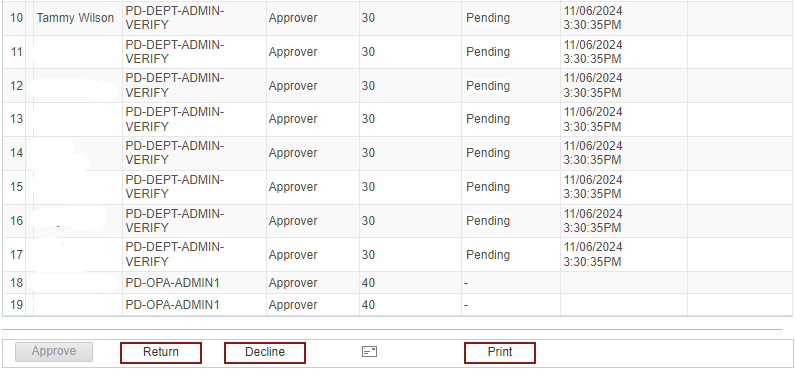 10 Tammy Wilson PD-DEPT-ADMIN-VERIFY Approver 30 Pending 11/06/2024 3:30:35PM
11 PD-DEPT-ADMIN-VERIFY Approver 30 Pending 11/06/2024 3:30:35PM
12 PD-DEPT-ADMIN-VERIFY Approver 30 Pending 11/06/2024 3:30:35PM
13 PD-DEPT-ADMIN-VERIFY Approver 30 Pending 11/06/2024 3:30:35PM
14 PD-DEPT-ADMIN-VERIFY Approver 30 Pending 11/06/2024 3:30:35PM
15 PD-DEPT-ADMIN-VERIFY Approver 30 Pending 11/06/2024 3:30:35PM
16 PD-DEPT-ADMIN-VERIFY Approver 30 Pending 11/06/2024 3:30:35PM
17 PD-DEPT-ADMIN-VERIFY Approver 30 Pending 11/06/2024 3:30:35PM
18 PD-OPA-ADMIN1 Approver 40 -
19 PD-OPA-ADMIN1 Approver 40 -
Approve Return Decline Print